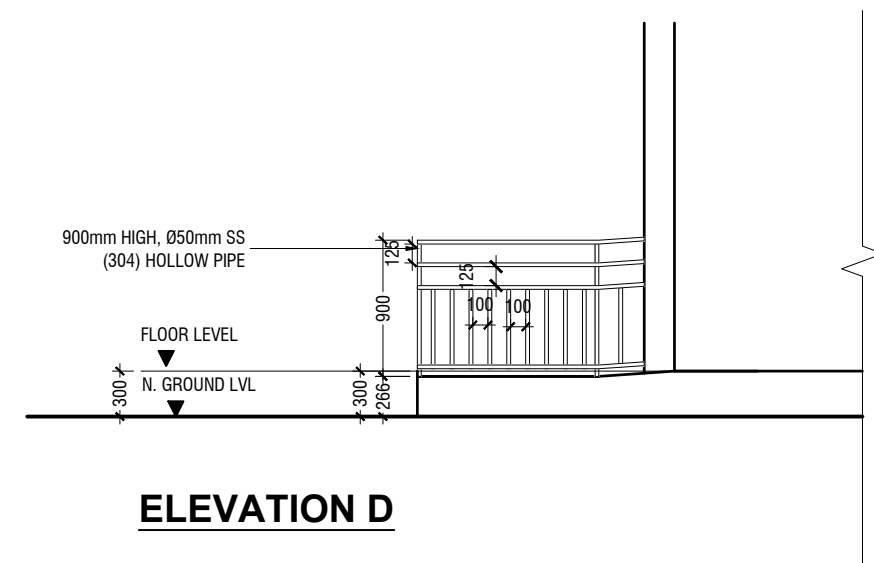 900mm HIGH, Ø50mm SS
(304) HOLLOW PIPE
125
125
900
100
100
FLOOR LEVEL
N. GROUND LVL
300
300
266
ELEVATION D